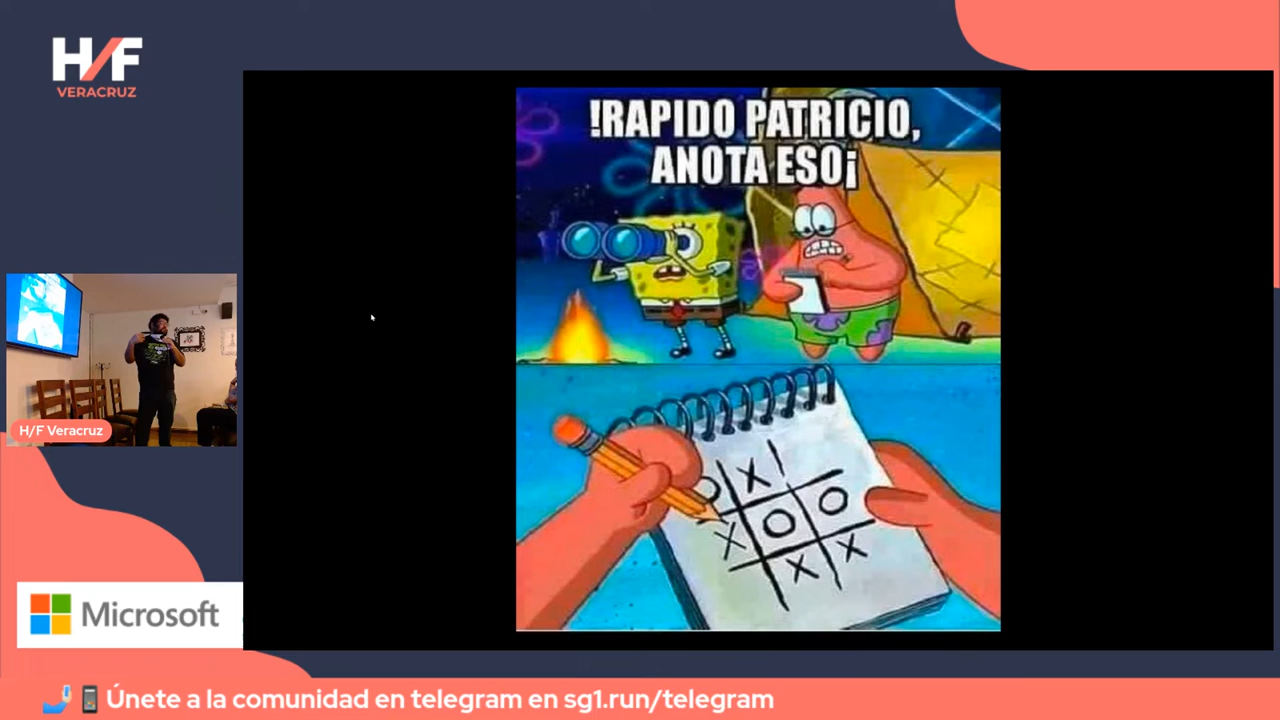 H/F
VERACRUZ
!RAPIDO PATRICIO,
ANOTA ESO¡
O X
X O O
X X
H/F Veracruz
Microsoft
Únete a la comunidad en telegram en sg1.run/telegram